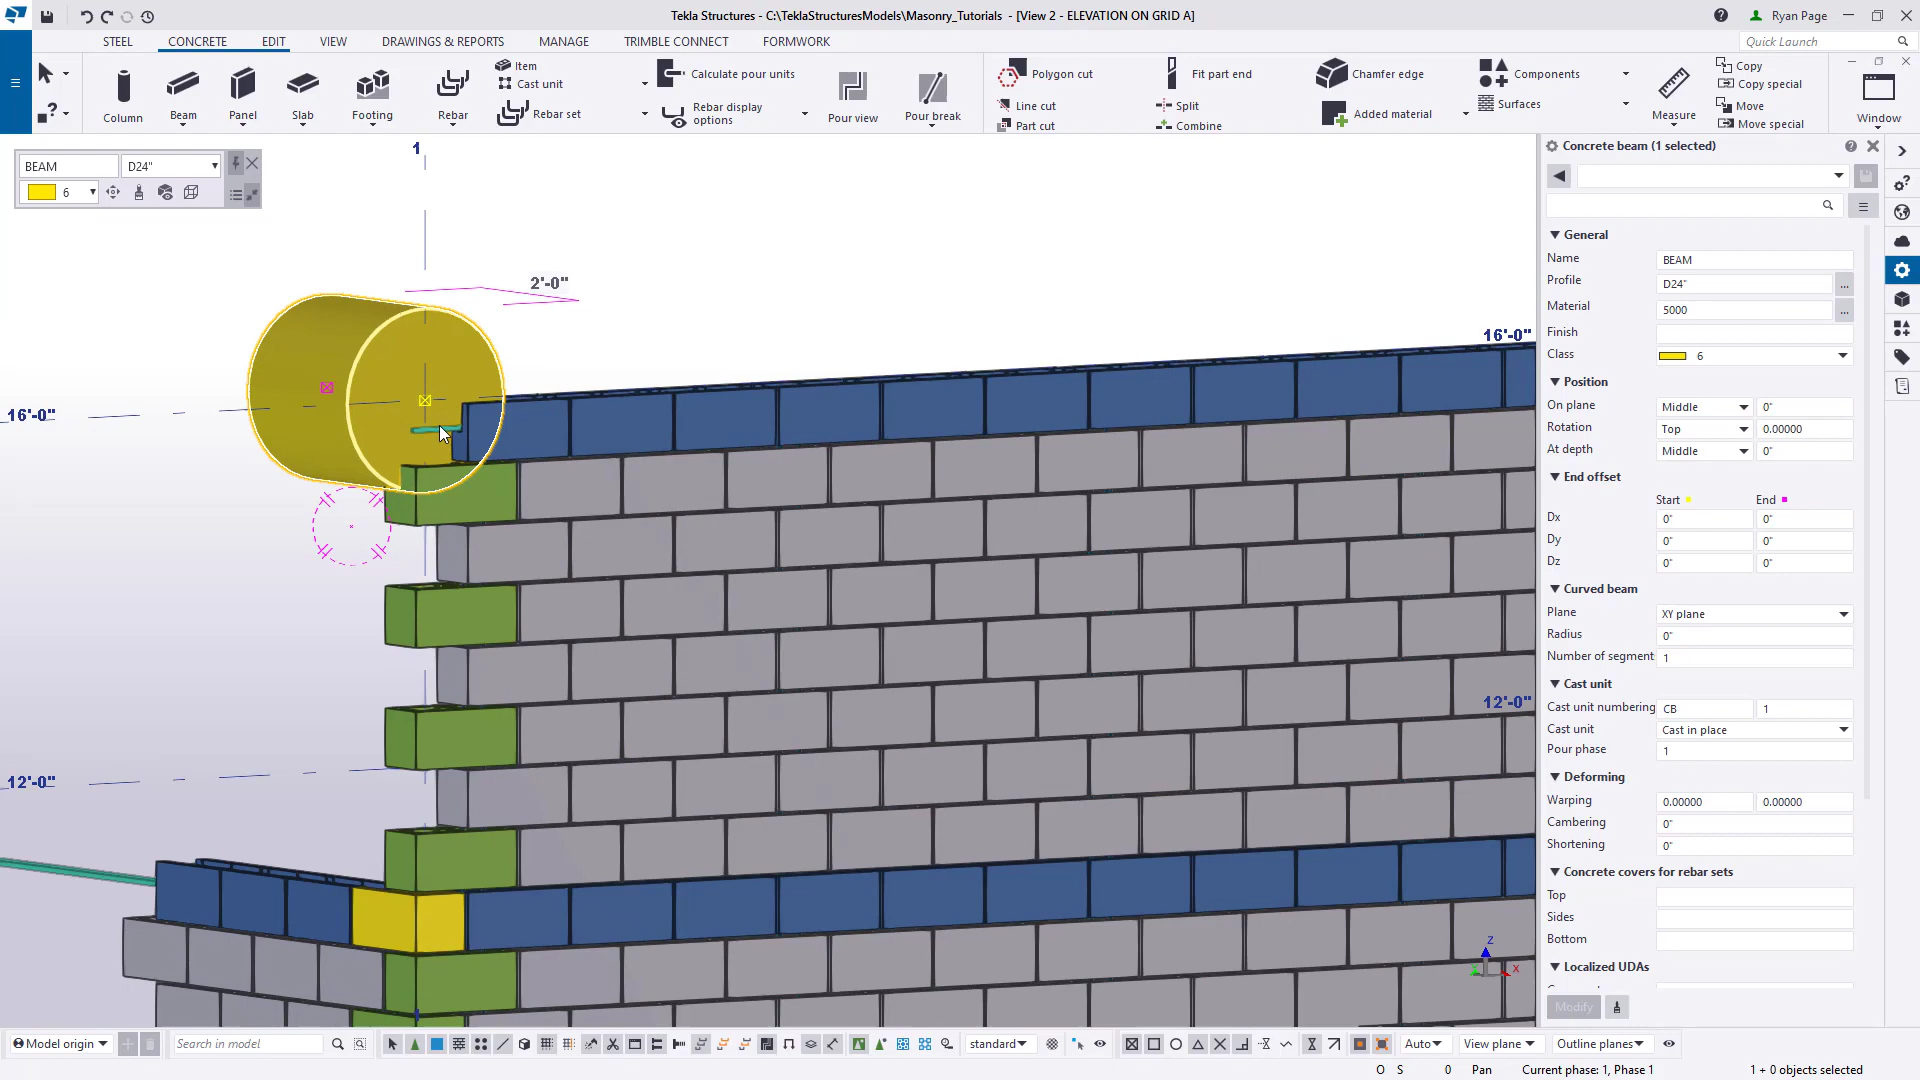 Tekla Structures - C:\TeklaStructuresModels\Masonry_Tutorials - [View 2 - ELEVATION ON GRID A]
Ryan Page
STEEL
CONCRETE
EDIT
VIEW
DRAWINGS & REPORTS
MANAGE
TRIMBLE CONNECT
FORMWORK
Quick Launch
Column
Beam
Panel
Slab
Footing
Rebar
Item
Cast unit
Rebar set
Calculate pour units
Rebar display
options
Pour view
Pour break
Polygon cut
Line cut
Part cut
Fit part end
Split
Combine
Chamfer edge
Added material
Components
Surfaces
Measure
Copy
Copy special
Move
Move special
Window
BEAM
D24"
6
1
2'-0"
16'-0"
16'-0"
12'-0"
12'-0"
Z
X
Concrete beam (1 selected)
General
Name BEAM
Profile D24" ...
Material 5000 ...
Finish
Class 6
Position
On plane Middle 0"
Rotation Top 0.00000
At depth Middle 0"
End offset
Start End
Dx 0" 0"
Dy 0" 0"
Dz 0" 0"
Curved beam
Plane XY plane
Radius 0"
Number of segment 1
Cast unit
Cast unit numbering CB 1
Cast unit Cast in place
Pour phase 1
Deforming
Warping 0.00000 0.00000
Cambering 0"
Shortening 0"
Concrete covers for rebar sets
Top
Sides
Bottom
Localized UDAs
Modify
Model origin
Search in model
standard
Auto
View plane
Outline planes
O S 0 Pan Current phase: 1, Phase 1 1 + 0 objects selected